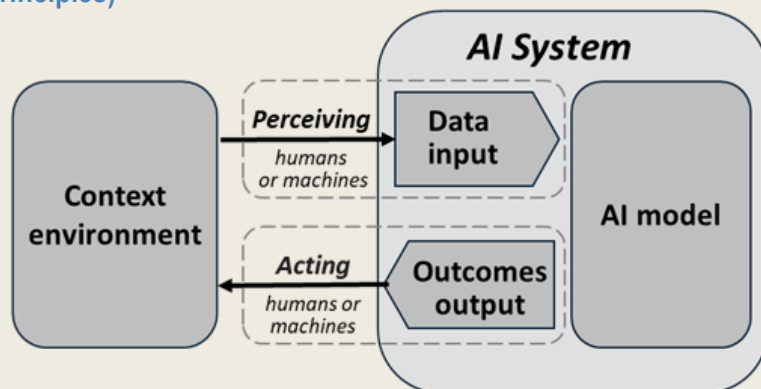 AI System
Perceiving
humans
or machines
Data
input
Context
environment
AI model
Acting
humans or
machines
Outcomes
output